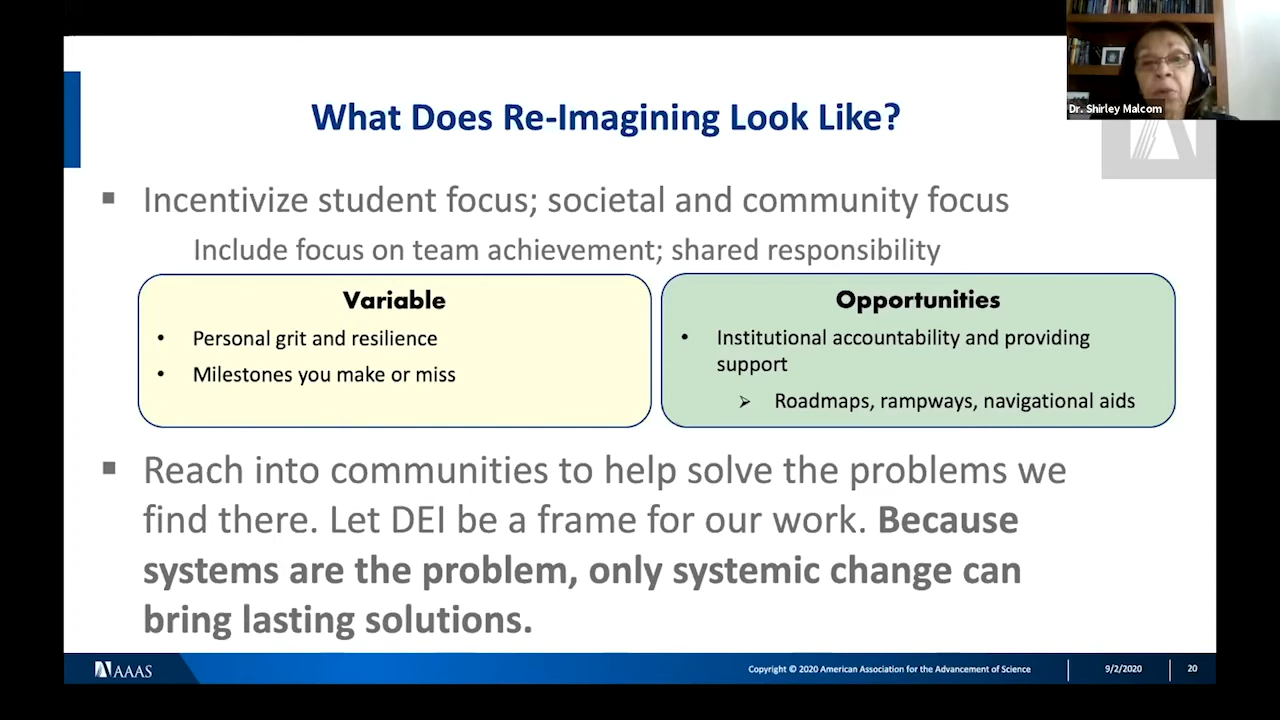 Dr. Shirley Malcom
What Does Re-Imagining Look Like?
▪ Incentivize student focus; societal and community focus
Include focus on team achievement; shared responsibility
Variable
• Personal grit and resilience
• Milestones you make or miss
Opportunities
• Institutional accountability and providing
support
➢ Roadmaps, rampways, navigational aids
▪ Reach into communities to help solve the problems we
find there. Let DEI be a frame for our work. Because
systems are the problem, only systemic change can
bring lasting solutions.
AAAS
Copyright © 2020 American Association for the Advancement of Science
9/2/2020
20